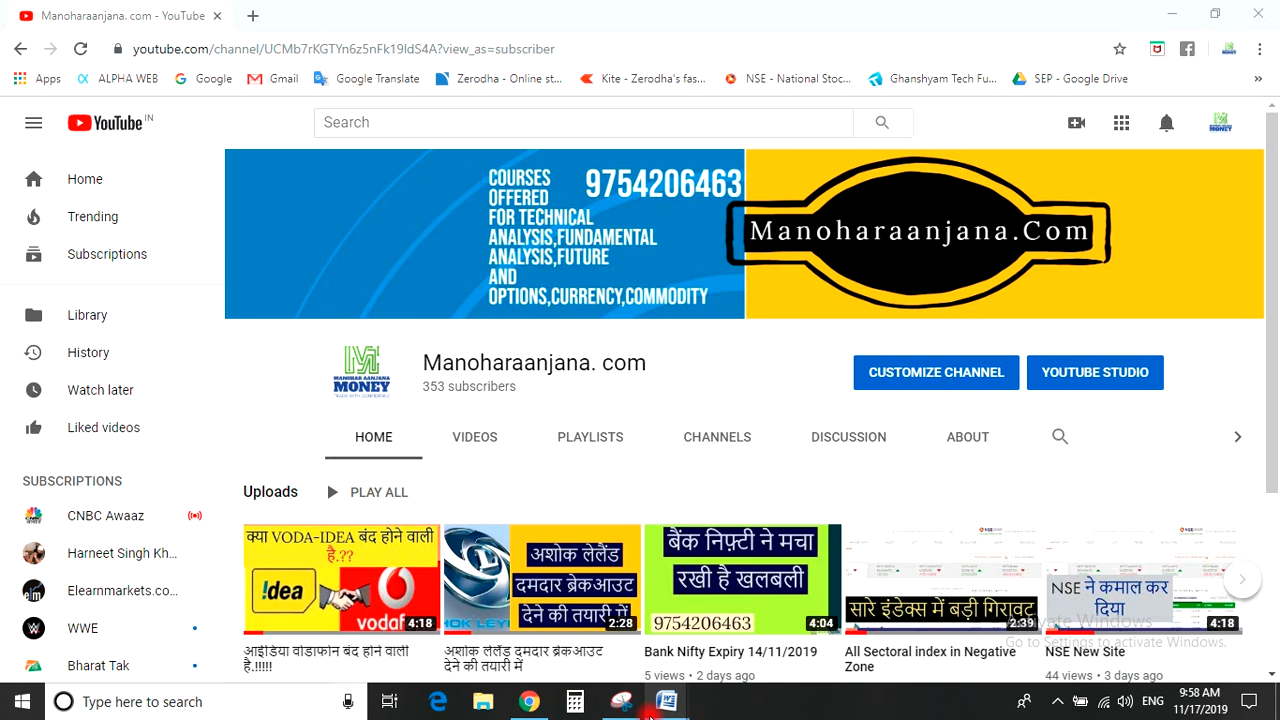 Manoharaanjana.com - YouTube
youtube.com/channel/UCMb7rKGTYn6z5nFk19IdS4A?view_as=subscriber
Apps ALPHA WEB Google Gmail Google Translate Zerodha - Online st... Kite - Zerodha's fas... NSE - National Stoc... Ghanshyam Tech Fu... SEP - Google Drive »
YouTube IN
Search
Home
Trending
Subscriptions
Library
History
Watch later
Liked videos
SUBSCRIPTIONS
CNBC Awaaz
Harneet Singh Kh...
Elearnmarkets.co...
WWE
Bharat Tak
COURSES
OFFERED
FOR TECHNICAL
ANALYSIS,FUNDAMENTAL
ANALYSIS,FUTURE
AND
OPTIONS,CURRENCY,COMMODITY
9754206463
Manoharaanjana.Com
MANOHAR AANJANA
MONEY
TRADE WITH CONFIDENCE
Manoharaanjana. com
353 subscribers
CUSTOMIZE CHANNEL YOUTUBE STUDIO
HOME VIDEOS PLAYLISTS CHANNELS DISCUSSION ABOUT
Uploads PLAY ALL
क्या VODA-IDEA बंद होने वाली
है.??
!dea
vodaf
4:18
आईडिया वोडाफोन बंद होने वाली
है.!!!!!
अशोक लेलैंड
दमदार ब्रेकआउट
देने की तयारी में
2:28
अशोक लेलैंड दमदार ब्रेकआउट
देने की तयारी में
बैंक निफ़्टी ने मचा
रखी है खलबली
9754206463
4:04
Bank Nifty Expiry 14/11/2019
5 views • 2 days ago
सारे इंडेक्स में बड़ी गिरावट
2:39
All Sectoral index in Negative
Zone
NSE ने कमाल कर
दिया
4:18
NSE New Site
44 views • 3 days ago
Activate Windows
Go to Settings to activate Windows.
Type here to search
ENG
9:58 AM
11/17/2019